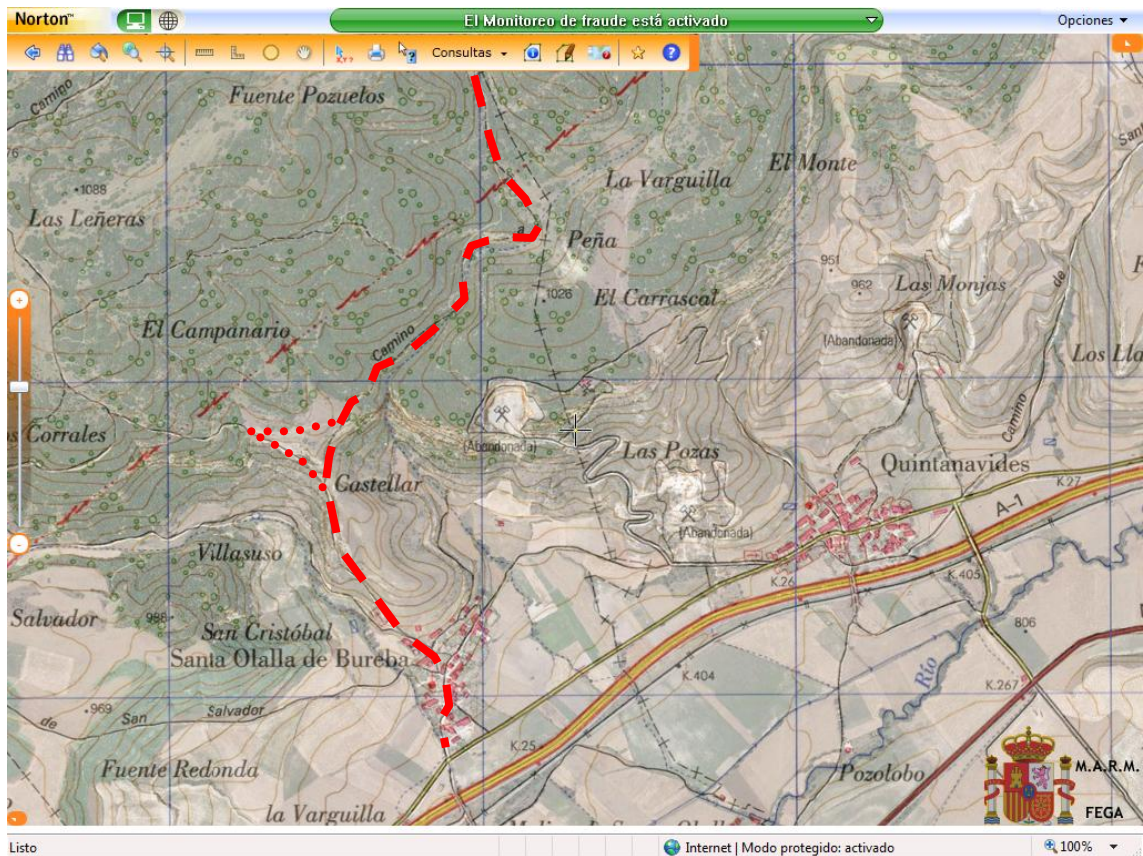 Norton™
El Monitoreo de fraude está activado
Opciones
Consultas
Camino
Fuente Pozuelos
La Varguilla
El Monte
1088
Las Leñeras
Peña
951
962
Las Monjas
1026
El Carrascal
El Campanario
Camino
(Abandonada)
Los Lla
de
Camino
os Corrales
(Abandonada)
Las Pozas
Quintanavides
Castellar
K.27
A-1
(Abandonada)
Villasuso
K.26
K.405
Salvador
986
San Cristóbal
806
Santa Olalla de Bureba
K.404
Río
K.267
969
de
San
Salvador
K.25
Fuente Redonda
Pozolobo
M.A.R.M.
la Varguilla
FEGA
Listo
Internet | Modo protegido: activado
100%